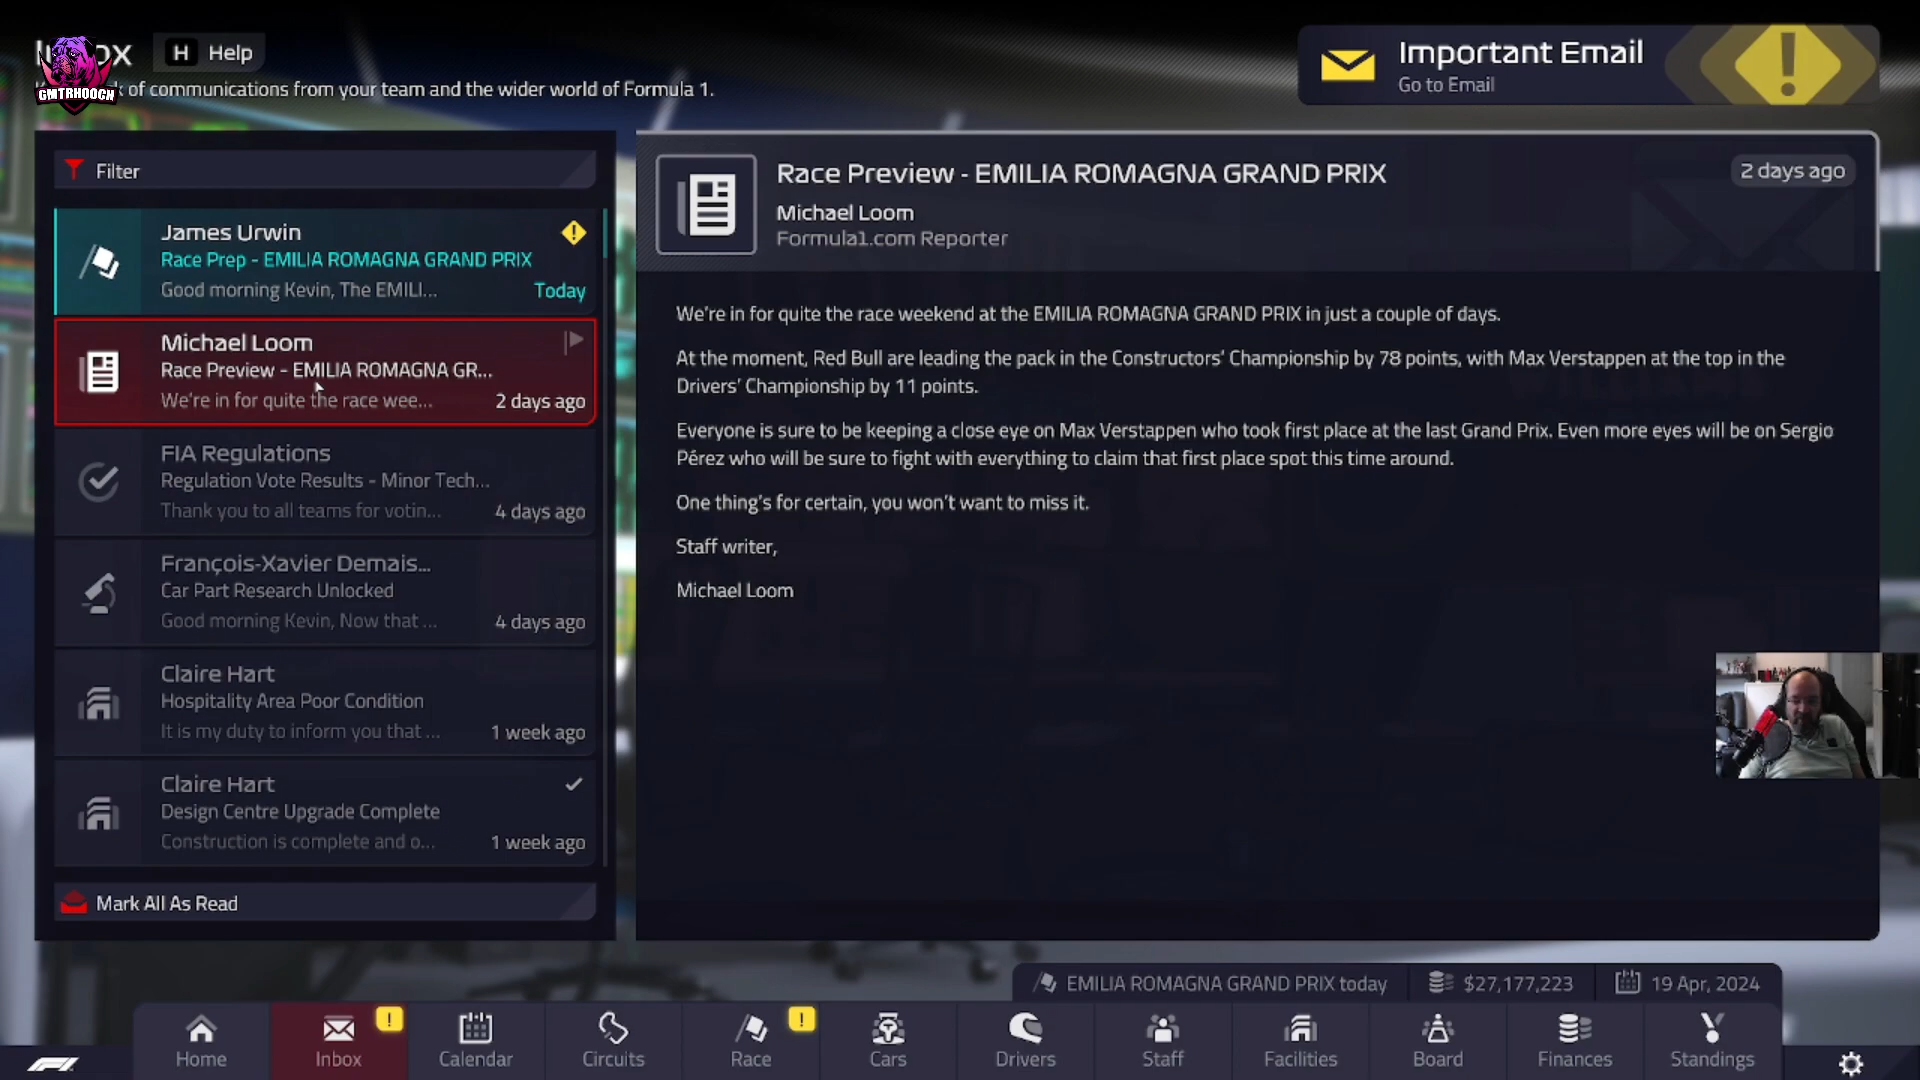 Inbox
H Help
k of communications from your team and the wider world of Formula 1.
GMTRHOOCH
Important Email
Go to Email
Filter
James Urwin
Race Prep - EMILIA ROMAGNA GRAND PRIX
Good morning Kevin, The EMILI...
Today
Michael Loom
Race Preview - EMILIA ROMAGNA GR...
We're in for quite the race wee...
2 days ago
FIA Regulations
Regulation Vote Results - Minor Tech...
Thank you to all teams for votin...
4 days ago
François-Xavier Demais...
Car Part Research Unlocked
Good morning Kevin, Now that ...
4 days ago
Claire Hart
Hospitality Area Poor Condition
It is my duty to inform you that ...
1 week ago
Claire Hart
Design Centre Upgrade Complete
Construction is complete and o...
1 week ago
Mark All As Read
Race Preview - EMILIA ROMAGNA GRAND PRIX
2 days ago
Michael Loom
Formula1.com Reporter
We're in for quite the race weekend at the EMILIA ROMAGNA GRAND PRIX in just a couple of days.
At the moment, Red Bull are leading the pack in the Constructors' Championship by 78 points, with Max Verstappen at the top in the
Drivers' Championship by 11 points.
Everyone is sure to be keeping a close eye on Max Verstappen who took first place at the last Grand Prix. Even more eyes will be on Sergio
Pérez who will be sure to fight with everything to claim that first place spot this time around.
One thing's for certain, you won't want to miss it.
Staff writer,
Michael Loom
EMILIA ROMAGNA GRAND PRIX today
$27,177,223
19 Apr, 2024
Home
Inbox
Calendar
Circuits
Race
Cars
Drivers
Staff
Facilities
Board
Finances
Standings